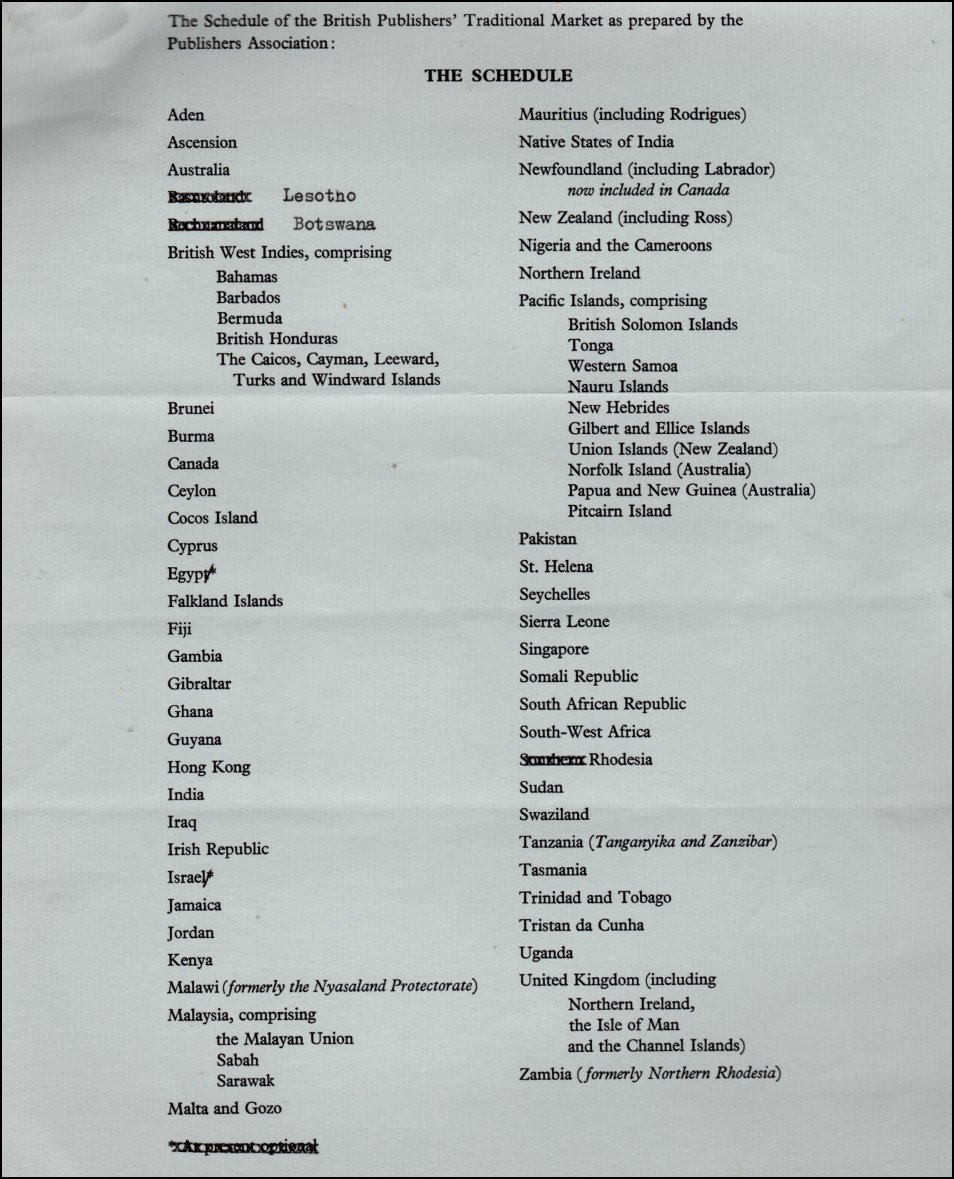 The Schedule of the British Publishers' Traditional Market as prepared by the
Publishers Association:
THE SCHEDULE
Aden
Ascension
Australia
Basutoland Lesotho
Bechuanaland Botswana
British West Indies, comprising
Bahamas
Barbados
Bermuda
British Honduras
The Caicos, Cayman, Leeward,
Turks and Windward Islands
Brunei
Burma
Canada
Ceylon
Cocos Island
Cyprus
Egypt*
Falkland Islands
Fiji
Gambia
Gibraltar
Ghana
Guyana
Hong Kong
India
Iraq
Irish Republic
Israel*
Jamaica
Jordan
Kenya
Malawi (formerly the Nyasaland Protectorate)
Malaysia, comprising
the Malayan Union
Sabah
Sarawak
Malta and Gozo
*At present optional
Mauritius (including Rodrigues)
Native States of India
Newfoundland (including Labrador)
now included in Canada
New Zealand (including Ross)
Nigeria and the Cameroons
Northern Ireland
Pacific Islands, comprising
British Solomon Islands
Tonga
Western Samoa
Nauru Islands
New Hebrides
Gilbert and Ellice Islands
Union Islands (New Zealand)
Norfolk Island (Australia)
Papua and New Guinea (Australia)
Pitcairn Island
Pakistan
St. Helena
Seychelles
Sierra Leone
Singapore
Somali Republic
South African Republic
South-West Africa
Southern Rhodesia
Sudan
Swaziland
Tanzania (Tanganyika and Zanzibar)
Tasmania
Trinidad and Tobago
Tristan da Cunha
Uganda
United Kingdom (including
Northern Ireland,
the Isle of Man
and the Channel Islands)
Zambia (formerly Northern Rhodesia)